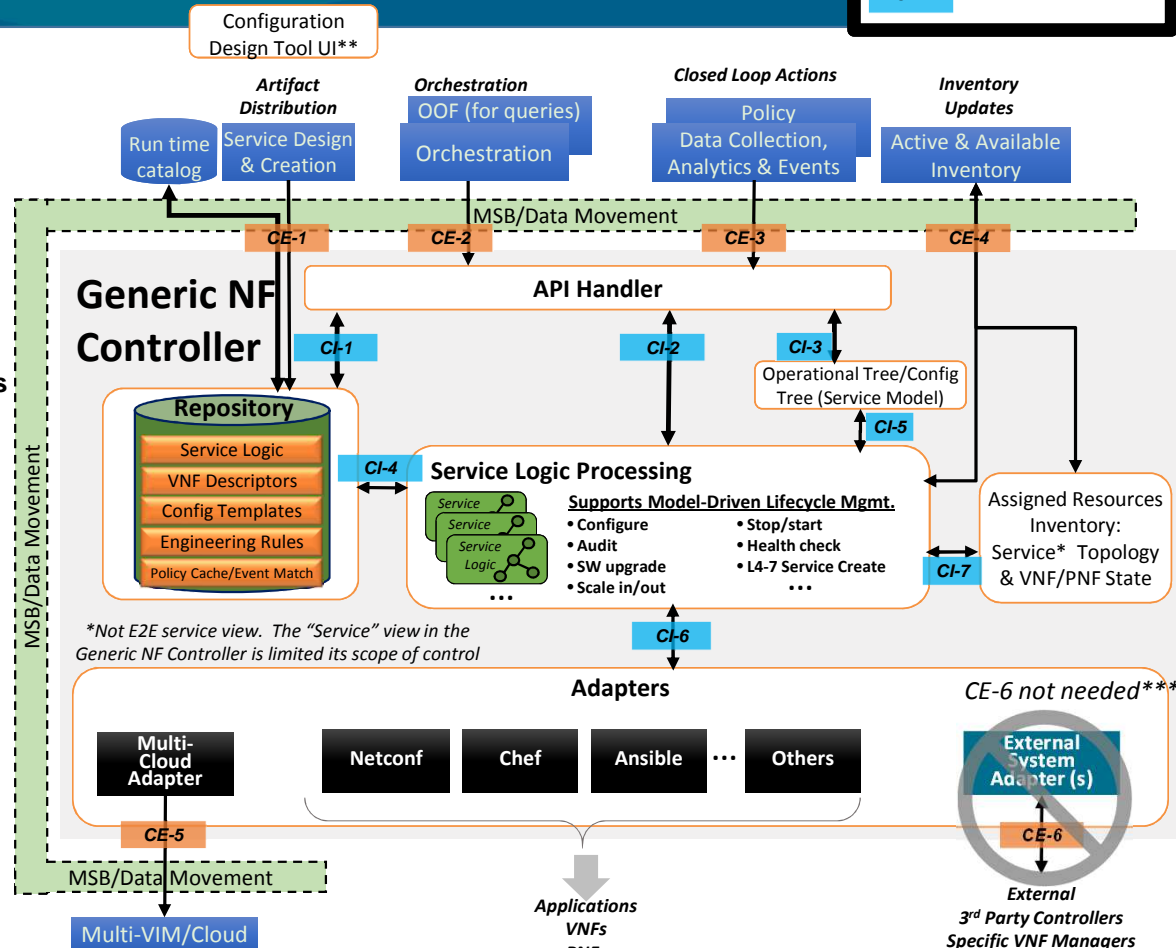 Configuration
Design Tool UI**
Artifact
Distribution
Orchestration
Closed Loop Actions
Inventory
Updates
Run time
catalog
Service Design
& Creation
OOF (for queries)
Orchestration
Policy
Data Collection,
Analytics & Events
Active & Available
Inventory
MSB/Data Movement
CE-1
CE-2
CE-3
CE-4
Generic NF
Controller
API Handler
CI-1
CI-2
CI-3
s
Operational Tree/Config
Tree (Service Model)
CI-5
Repository
Service Logic
VNF Descriptors
Config Templates
Engineering Rules
Policy Cache/Event Match
CI-4
Service Logic Processing
Service
Service
Service
Logic
...
Supports Model-Driven Lifecycle Mgmt.
• Configure
• Audit
• SW upgrade
• Scale in/out
• Stop/start
• Health check
• L4-7 Service Create
...
CI-7
Assigned Resources
Inventory:
Service* Topology
& VNF/PNF State
MSB/Data Movement
*Not E2E service view. The “Service” view in the
Generic NF Controller is limited its scope of control
CI-6
Adapters
CE-6 not needed***
Multi-
Cloud
Adapter
Netconf
Chef
Ansible
...
Others
External
System
Adapter (s)
CE-5
CE-6
MSB/Data Movement
Multi-VIM/Cloud
Applications
VNFs
External
3rd Party Controllers
Specific VNF Managers